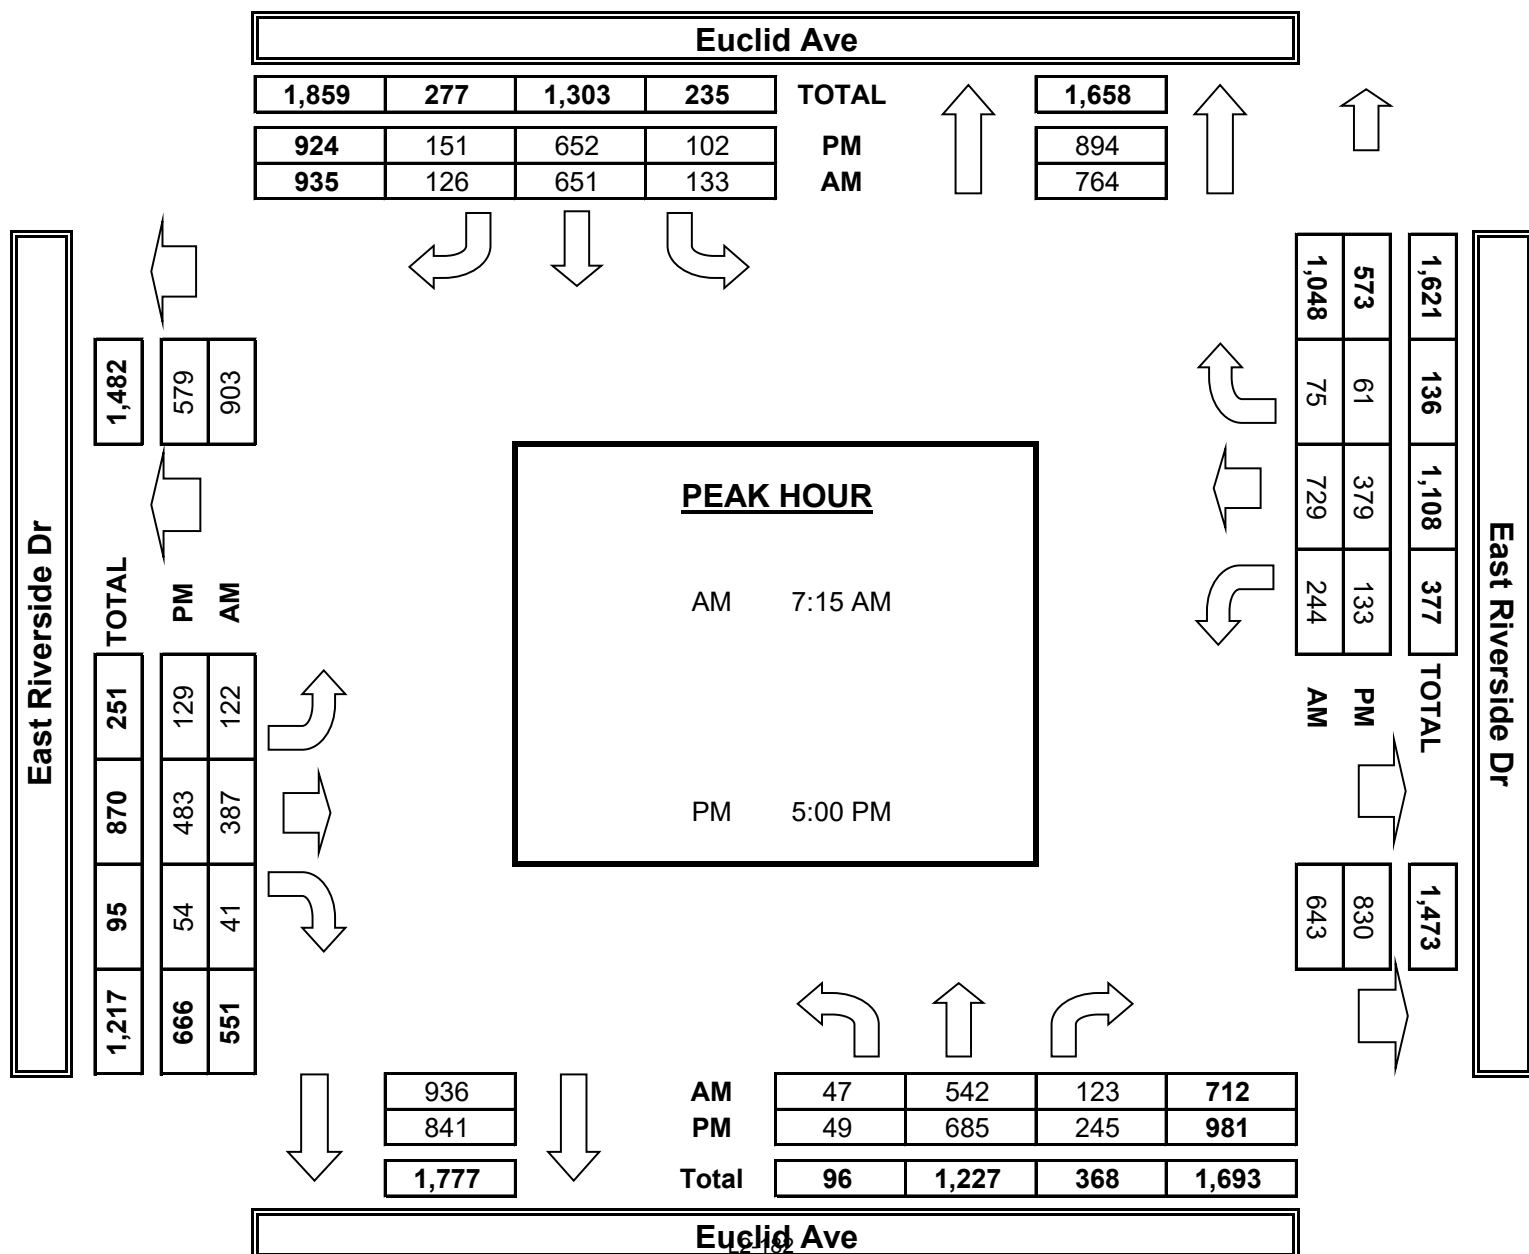 Euclid Ave
1,859 277 1,303 235 TOTAL 1,658
924 151 652 102 PM 894
935 126 651 133 AM 764
East Riverside Dr
1,482
579
903
TOTAL
PM
AM
251 870 95 1,217
129 483 54 666
122 387 41 551
PEAK HOUR
AM 7:15 AM
PM 5:00 PM
1,621 136 1,108 377 TOTAL 1,473
573 61 379 133 PM 830
1,048 75 729 244 AM 643
East Riverside Dr
936 AM 47 542 123 712
841 PM 49 685 245 981
1,777 Total 96 1,227 368 1,693
Euclid Ave
L2-182